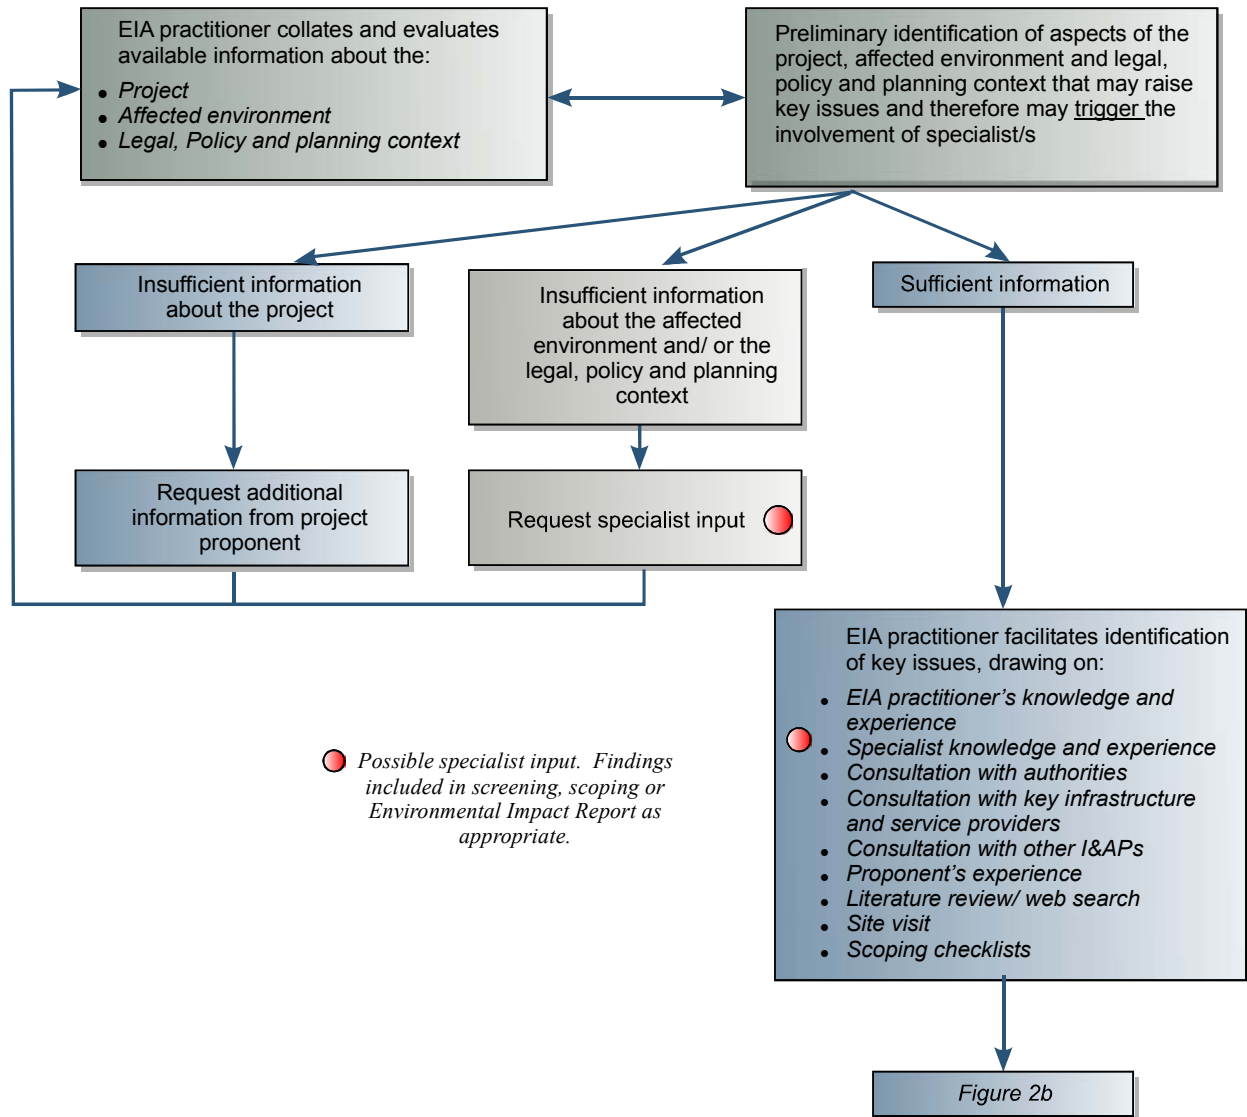 EIA practitioner collates and evaluates
available information about the:
• Project
• Affected environment
• Legal, Policy and planning context
Preliminary identification of aspects of the
project, affected environment and legal,
policy and planning context that may raise
key issues and therefore may trigger the
involvement of specialist/s
Insufficient information
about the project
Insufficient information
about the affected
environment and/ or the
legal, policy and planning
context
Sufficient information
Request additional
information from project
proponent
Request specialist input
EIA practitioner facilitates identification
of key issues, drawing on:
• EIA practitioner’s knowledge and
experience
• Specialist knowledge and experience
• Consultation with authorities
• Consultation with key infrastructure
and service providers
• Consultation with other I&APs
• Proponent’s experience
• Literature review/ web search
• Site visit
• Scoping checklists
Possible specialist input. Findings
included in screening, scoping or
Environmental Impact Report as
appropriate.
Figure 2b